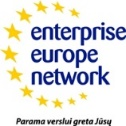 enterprise
europe
network
Parama verslui greta Jūsų